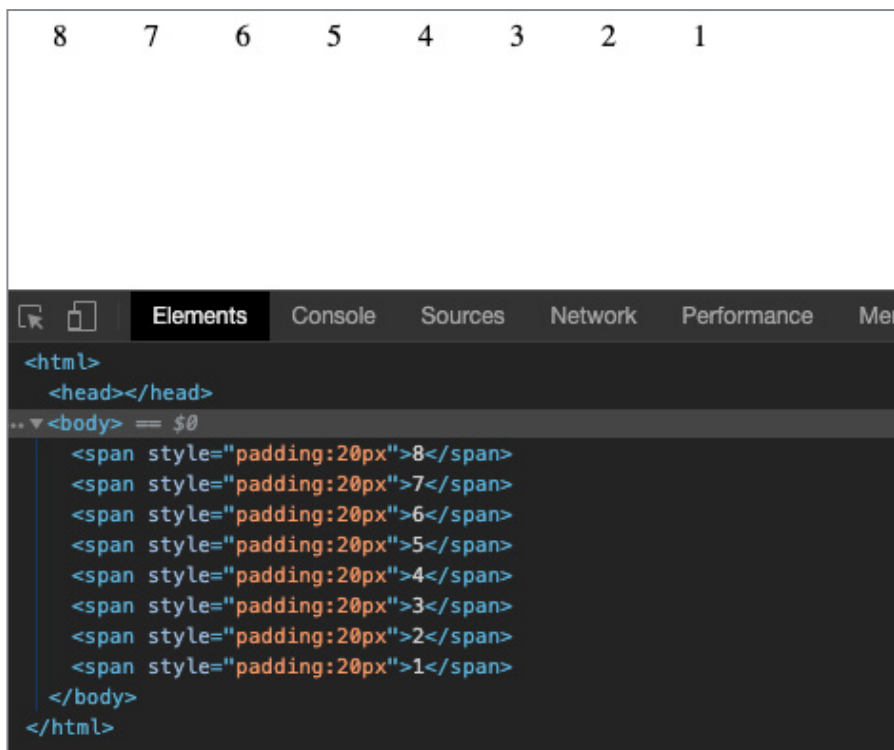 8 7 6 5 4 3 2 1
Elements Console Sources Network Performance
<html>
<head></head>
<body> == $0
<span style="padding:20px">8</span>
<span style="padding:20px">7</span>
<span style="padding:20px">6</span>
<span style="padding:20px">5</span>
<span style="padding:20px">4</span>
<span style="padding:20px">3</span>
<span style="padding:20px">2</span>
<span style="padding:20px">1</span>
</body>
</html>